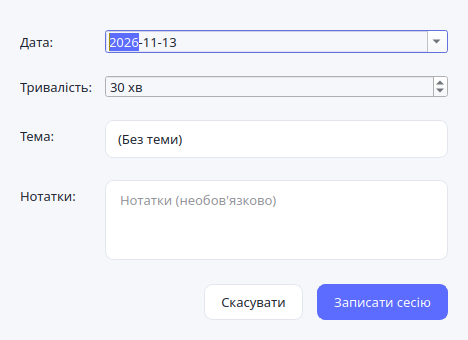 Дата: 2026-11-13
Тривалість: 30 хв
Тема: (Без теми)
Нотатки: Нотатки (необов'язково)
Скасувати Записати сесію